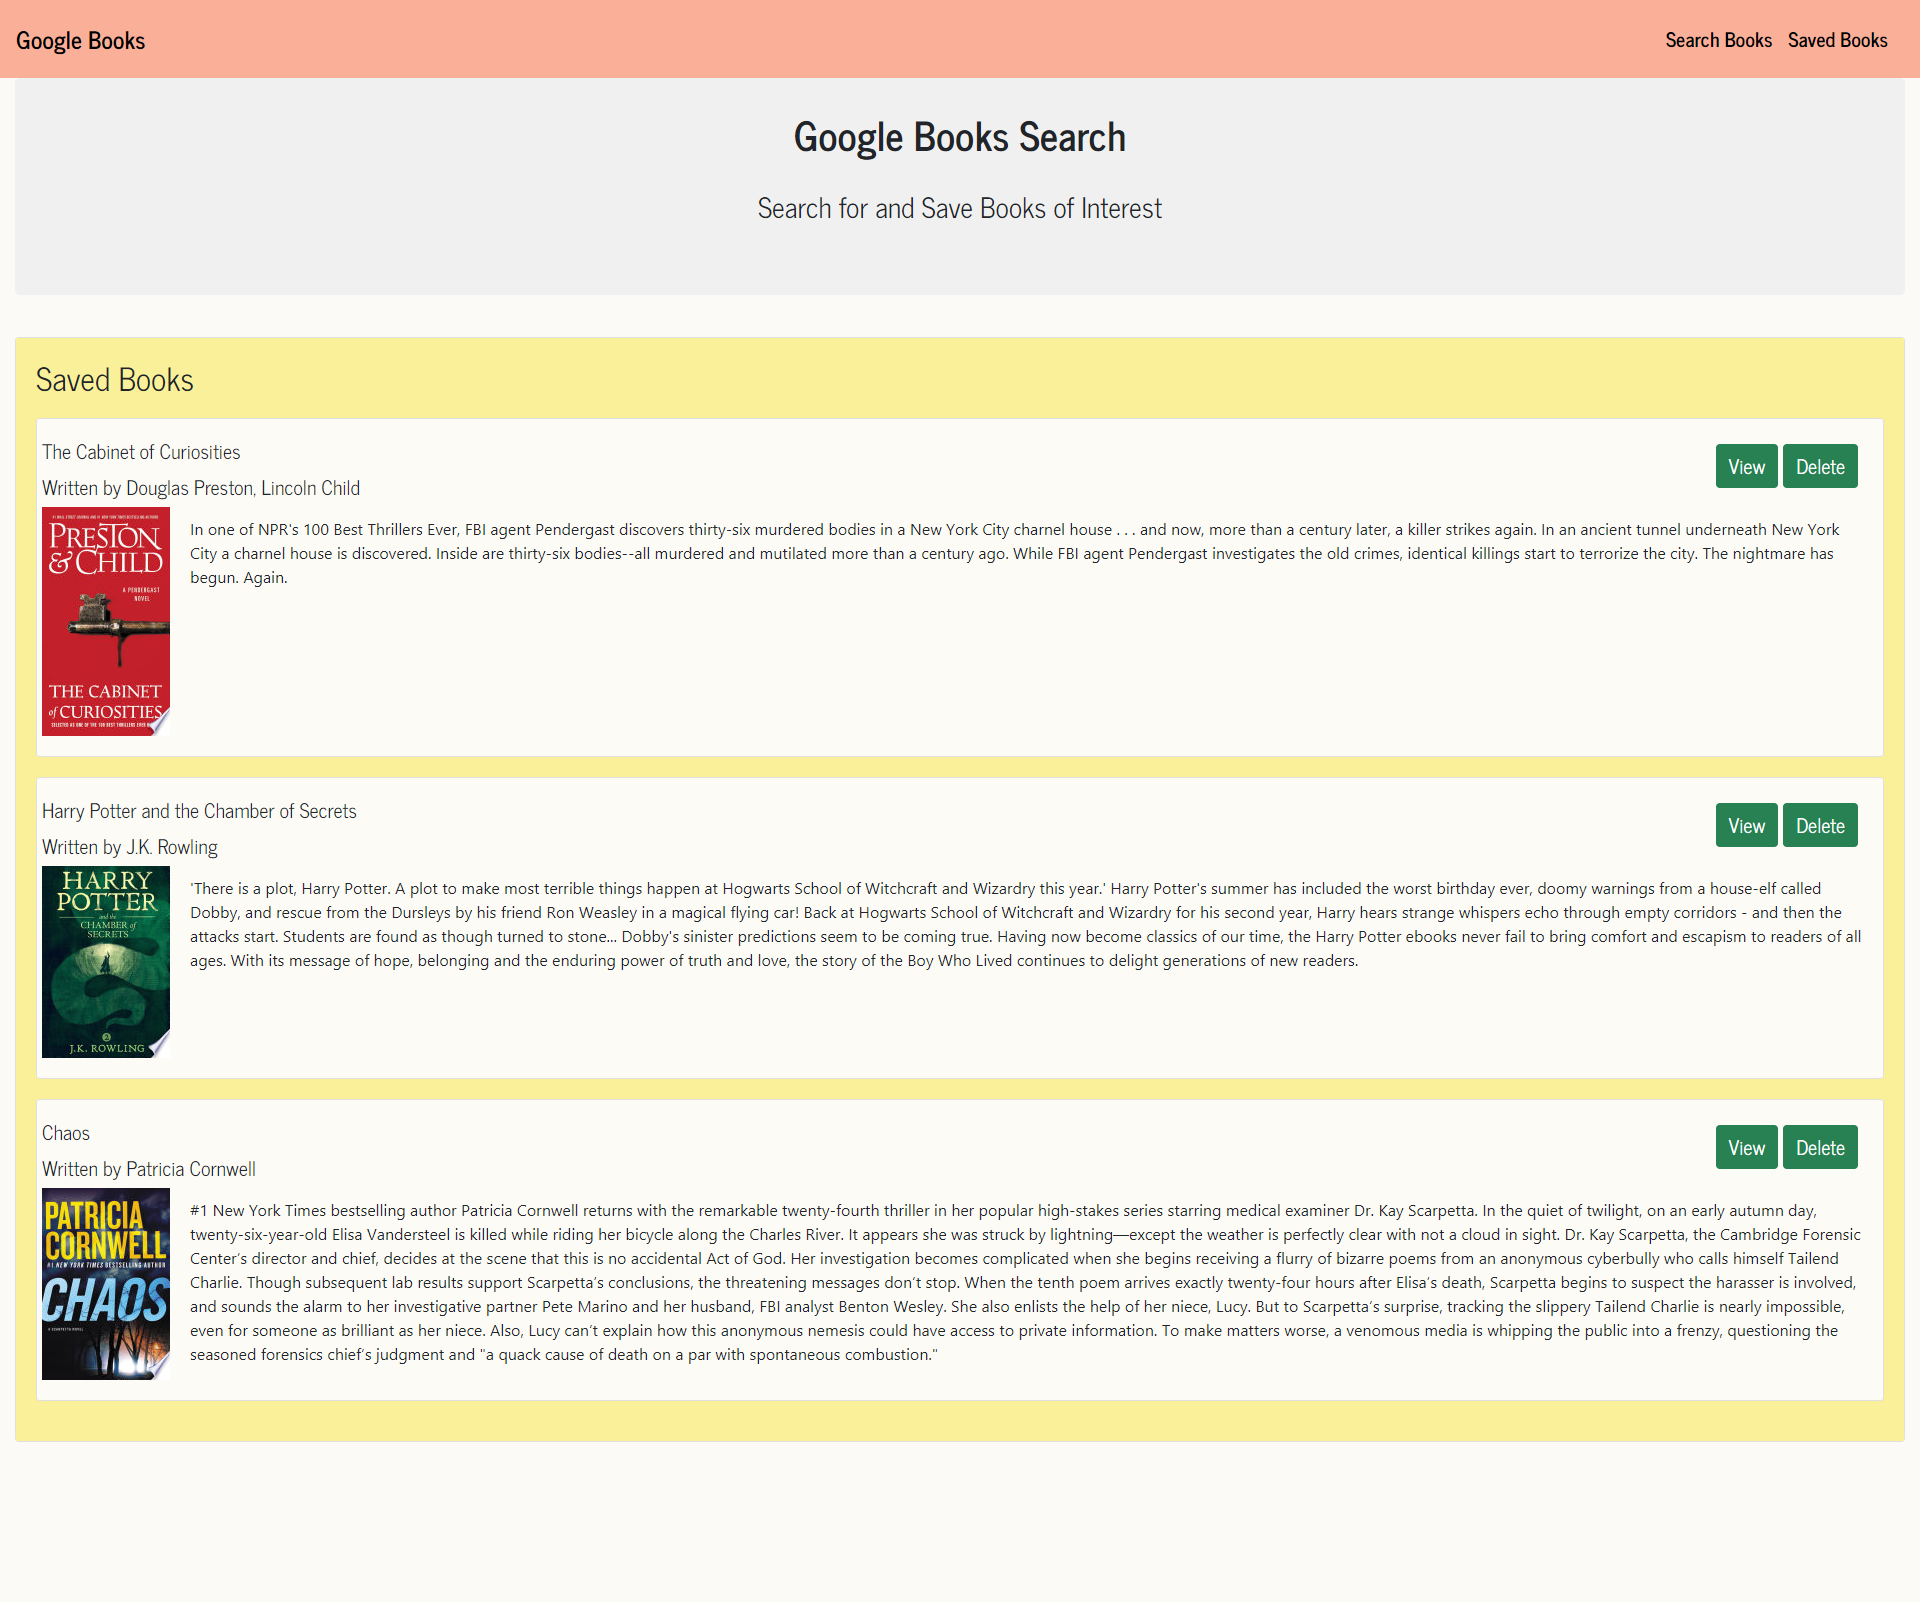 Google Books
Search Books Saved Books
Google Books Search
Search for and Save Books of Interest
Saved Books
The Cabinet of Curiosities
View Delete
Written by Douglas Preston, Lincoln Child
PRESTON
& CHILD
A PENDERGAST
NOVEL
THE CABINET
of CURIOSITIES
In one of NPR's 100 Best Thrillers Ever, FBI agent Pendergast discovers thirty-six murdered bodies in a New York City charnel house . . . and now, more than a century later, a killer strikes again. In an ancient tunnel underneath New York
City a charnel house is discovered. Inside are thirty-six bodies--all murdered and mutilated more than a century ago. While FBI agent Pendergast investigates the old crimes, identical killings start to terrorize the city. The nightmare has
begun. Again.
Harry Potter and the Chamber of Secrets
View Delete
Written by J.K. Rowling
HARRY
POTTER
and the
CHAMBER of
SECRETS
J.K. ROWLING
'There is a plot, Harry Potter. A plot to make most terrible things happen at Hogwarts School of Witchcraft and Wizardry this year.' Harry Potter's summer has included the worst birthday ever, doomy warnings from a house-elf called
Dobby, and rescue from the Dursleys by his friend Ron Weasley in a magical flying car! Back at Hogwarts School of Witchcraft and Wizardry for his second year, Harry hears strange whispers echo through empty corridors - and then the
attacks start. Students are found as though turned to stone... Dobby's sinister predictions seem to be coming true. Having now become classics of our time, the Harry Potter ebooks never fail to bring comfort and escapism to readers of all
ages. With its message of hope, belonging and the enduring power of truth and love, the story of the Boy Who Lived continues to delight generations of new readers.
Chaos
View Delete
Written by Patricia Cornwell
PATRICIA
CORNWELL
#1 NEW YORK TIMES BESTSELLING AUTHOR
CHAOS
A SCARPETTA NOVEL
#1 New York Times bestselling author Patricia Cornwell returns with the remarkable twenty-fourth thriller in her popular high-stakes series starring medical examiner Dr. Kay Scarpetta. In the quiet of twilight, on an early autumn day,
twenty-six-year-old Elisa Vandersteel is killed while riding her bicycle along the Charles River. It appears she was struck by lightning—except the weather is perfectly clear with not a cloud in sight. Dr. Kay Scarpetta, the Cambridge Forensic
Center’s director and chief, decides at the scene that this is no accidental Act of God. Her investigation becomes complicated when she begins receiving a flurry of bizarre poems from an anonymous cyberbully who calls himself Tailend
Charlie. Though subsequent lab results support Scarpetta’s conclusions, the threatening messages don’t stop. When the tenth poem arrives exactly twenty-four hours after Elisa’s death, Scarpetta begins to suspect the harasser is involved,
and sounds the alarm to her investigative partner Pete Marino and her husband, FBI analyst Benton Wesley. She also enlists the help of her niece, Lucy. But to Scarpetta’s surprise, tracking the slippery Tailend Charlie is nearly impossible,
even for someone as brilliant as her niece. Also, Lucy can’t explain how this anonymous nemesis could have access to private information. To make matters worse, a venomous media is whipping the public into a frenzy, questioning the
seasoned forensics chief’s judgment and "a quack cause of death on a par with spontaneous combustion."